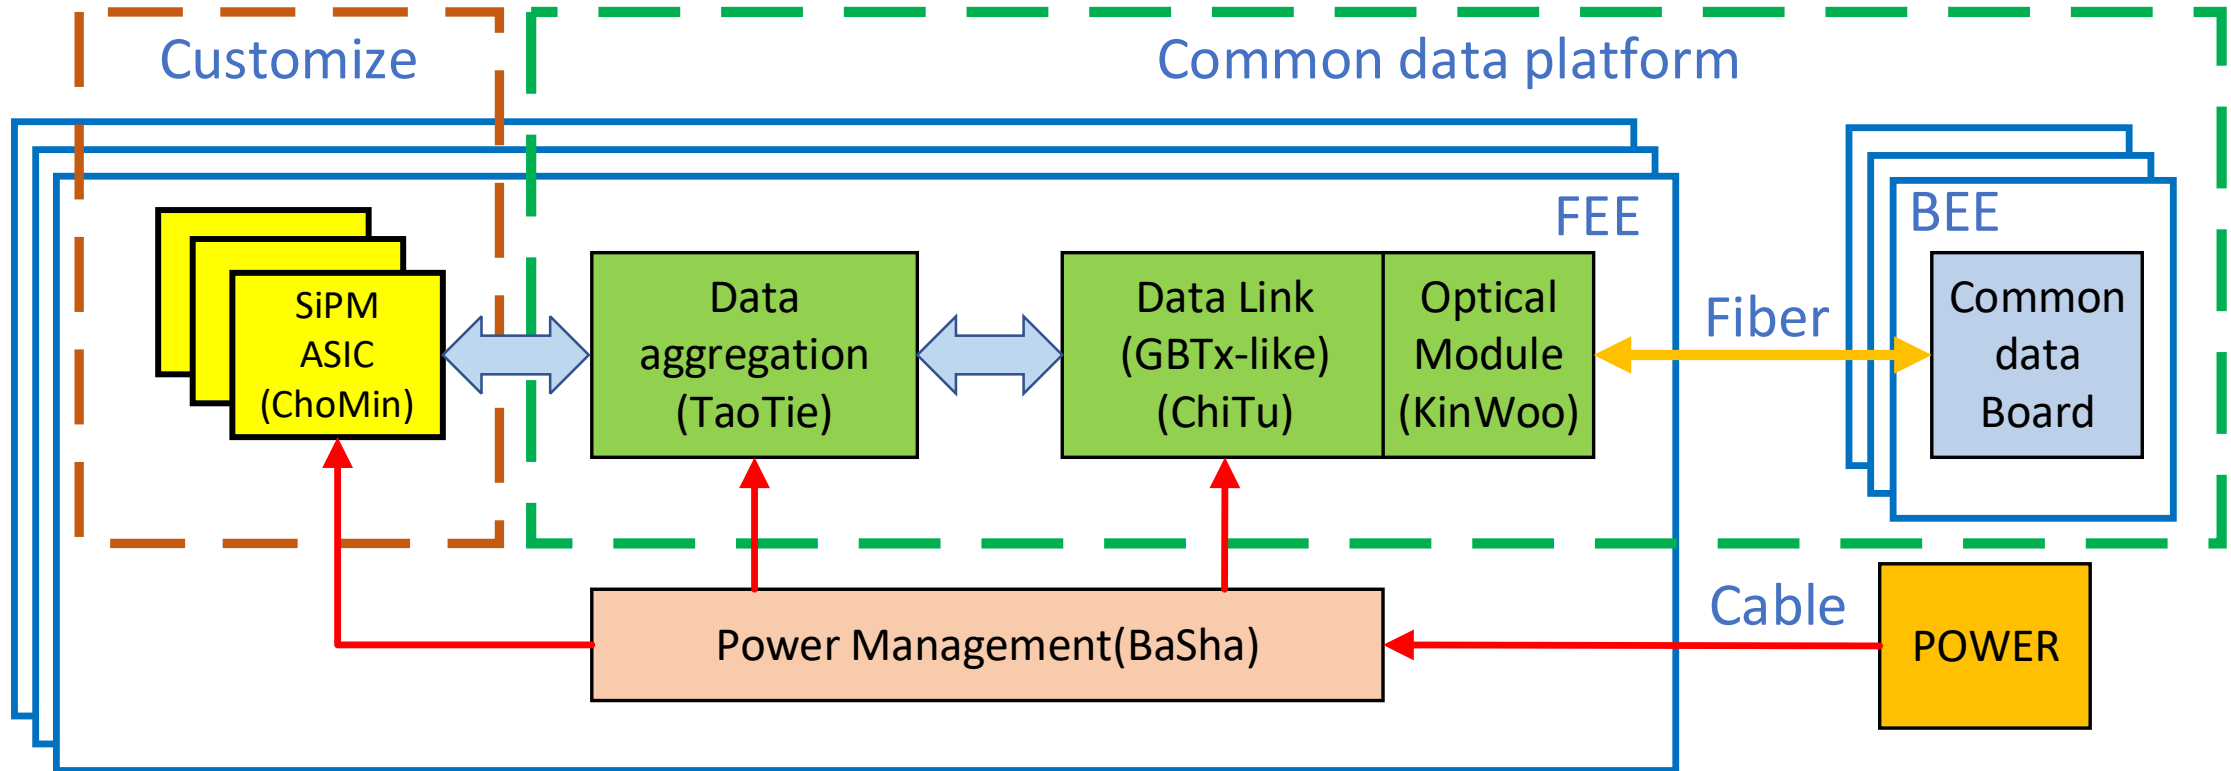 Customize
Common data platform
FEE
BEE
SiPM
ASIC
(ChoMin)
Data
aggregation
(TaoTie)
Data Link
(GBTx-like)
(ChiTu)
Optical
Module
(KinWoo)
Fiber
Common
data
Board
Power Management(BaSha)
Cable
POWER